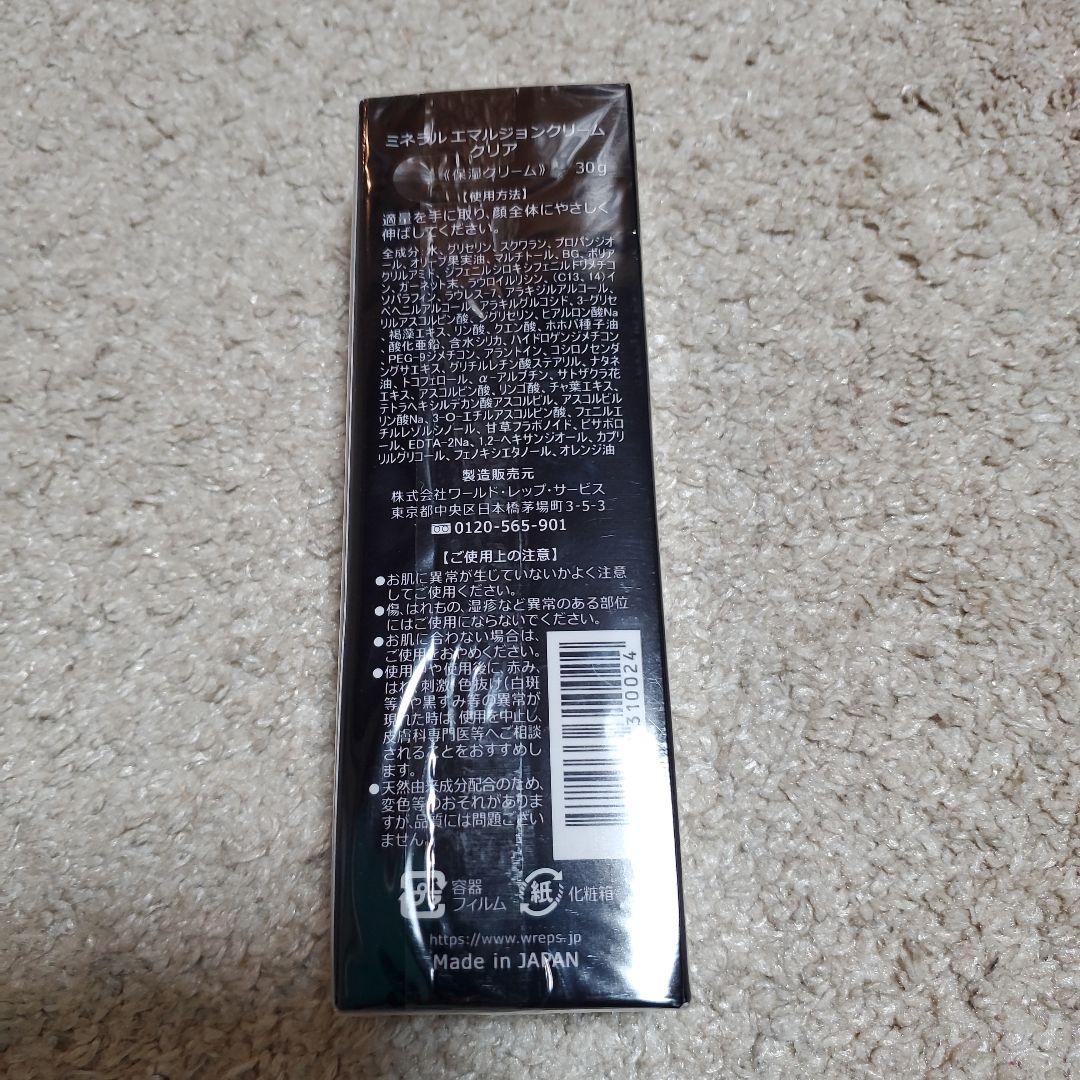 ミネラル エマルジョンクリーム
クリア
《保湿クリーム》 30g
【使用方法】
適量を手に取り、顔全体にやさしく
伸ばしてください。
全成分 水、グリセリン、スクワラン、プロパンジオ
ール、オリーブ果実油、マルチトール、BG、ポリア
クリルアミド、ジフェニルシロキシフェニルトリメチコ
ン、ガーネット末、ラウロイルリシン、(C13, 14)イ
ソパラフィン、ラウレス-7、アラキジルアルコール、
ベヘニルアルコール、アラキルグルコシド、3-グリセ
リルアスコルビン酸、ジグリセリン、ヒアルロン酸Na
、褐藻エキス、リン酸、クエン酸、ホホバ種子油
、酸化亜鉛、含水シリカ、ハイドロゲンジメチコン
、PEG-9ジメチコン、アラントイン、コシロノセンダ
ングサエキス、グリチルレチン酸ステアリル、ナタネ
油、トコフェロール、α-アルブチン、サトザクラ花
エキス、アスコルビン酸、リンゴ酸、チャ葉エキス、
テトラヘキシルデカン酸アスコルビル、アスコルビル
リン酸Na、3-O-エチルアスコルビン酸、フェニルエ
チルレゾルシノール、甘草フラボノイド、ビサボロ
ール、EDTA-2Na、1,2-ヘキサンジオール、カプリ
リルグリコール、フェノキシエタノール、オレンジ油
製造販売元
株式会社ワールド・レップ・サービス
東京都中央区日本橋茅場町3-5-3
0120-565-901
【ご使用上の注意】
●お肌に異常が生じていないかよく注意
してご使用ください。
●傷、はれもの、湿疹など異常のある部位
にはご使用にならないでください。
●お肌に合わない場合は、
ご使用をおやめください。
●使用中や使用後に、赤み、
はれ、刺激、色抜け(白斑
等)や黒ずみ等の異常が
現れた時は、使用を中止し、
皮膚科専門医等へご相談
されることをおすすめし
ます。
●天然由来成分配合のため、
変色等のおそれがありま
すが、品質には問題ござい
ません。
310024
容器
フィルム
紙
化粧箱
https://www.wreps.jp
Made in JAPAN